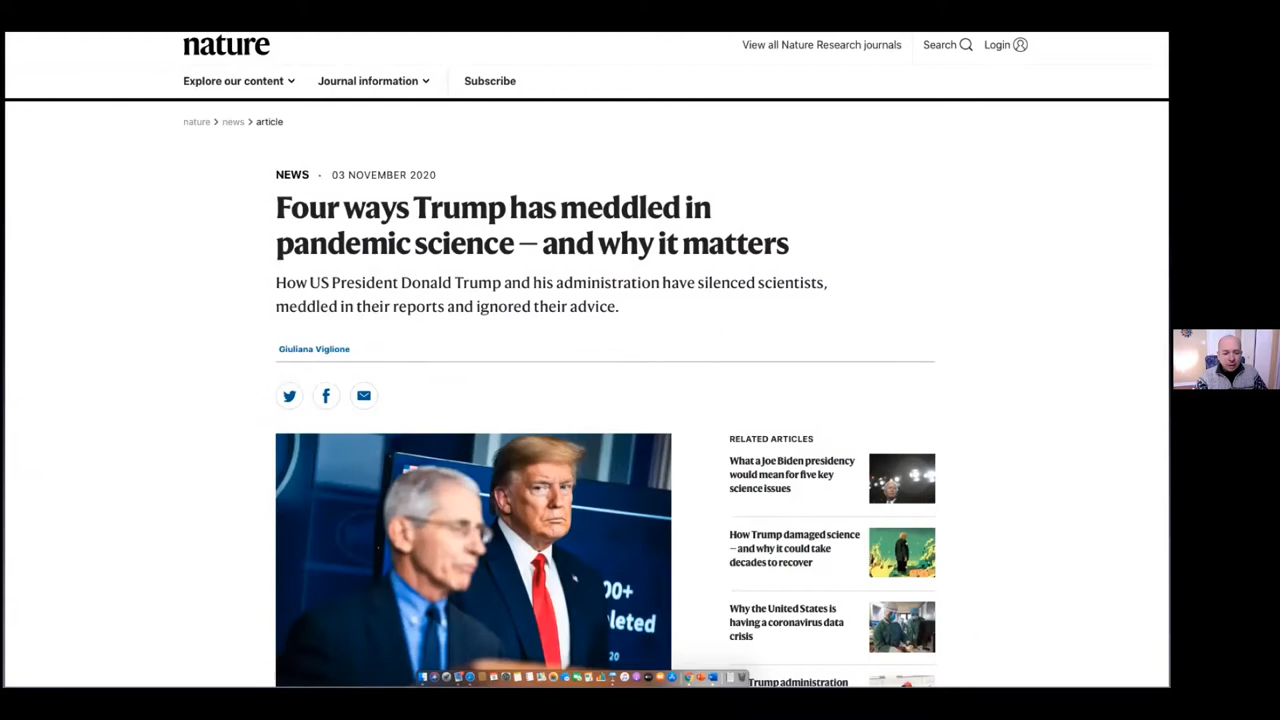 nature
View all Nature Research journals
Search
Login
Explore our content
Journal information
Subscribe
nature > news > article
NEWS · 03 NOVEMBER 2020
Four ways Trump has meddled in
pandemic science — and why it matters
How US President Donald Trump and his administration have silenced scientists,
meddled in their reports and ignored their advice.
Giuliana Viglione
RELATED ARTICLES
What a Joe Biden presidency
would mean for five key
science issues
How Trump damaged science
—and why it could take
decades to recover
Why the United States is
having a coronavirus data
crisis
Trump administration
00+
leted
20